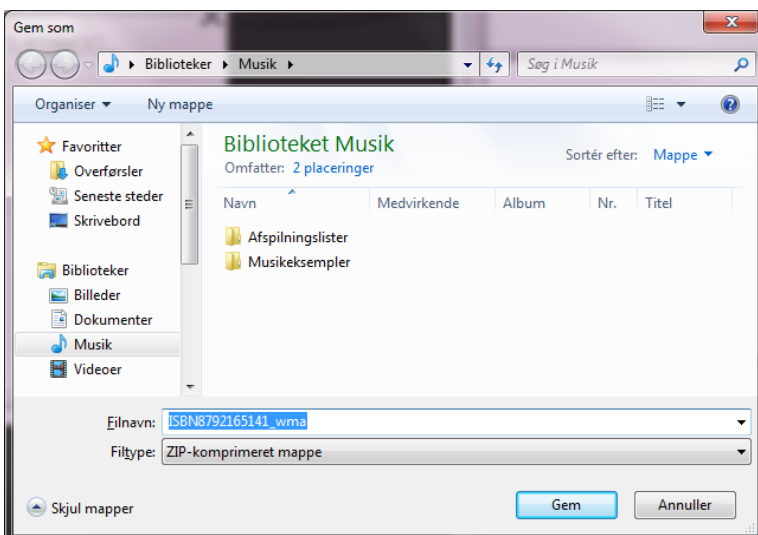 Gem som
Biblioteker Musik
Søg i Musik
Organiser Ny mappe
Favoritter
Overførsler
Seneste steder
Skrivebord
Biblioteker
Billeder
Dokumenter
Musik
Videoer
Biblioteket Musik
Omfatter: 2 placeringer
Sortér efter: Mappe
Navn Medvirkende Album Nr. Titel
Afspilningslister
Musikeksempler
Filnavn: ISBN8792165141_wma
Filtype: ZIP-komprimeret mappe
Skjul mapper
Gem Annuller